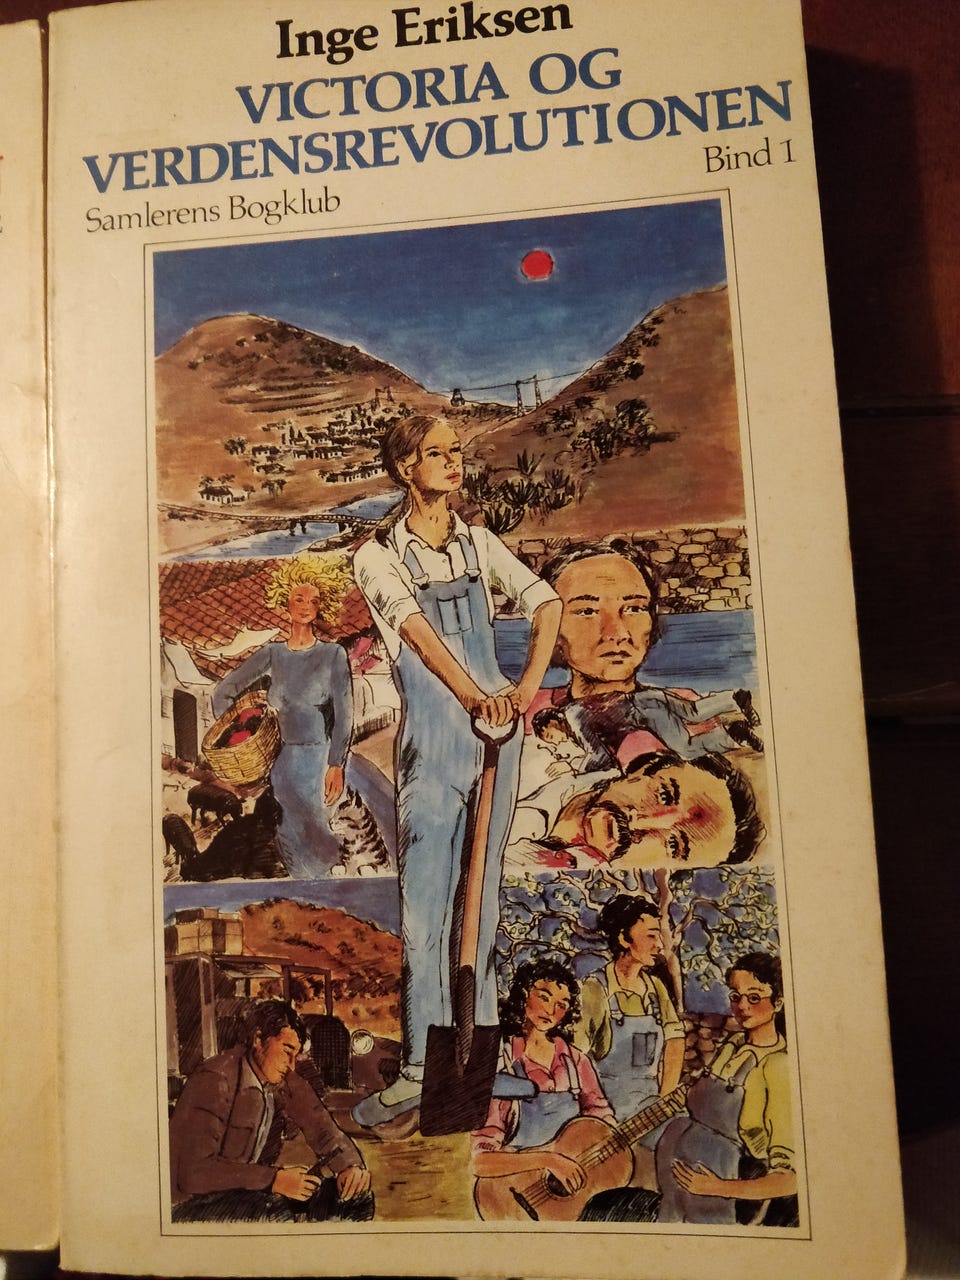 Inge Eriksen
VICTORIA OG
VERDENSREVOLUTIONEN
Bind 1
Samlerens Bogklub